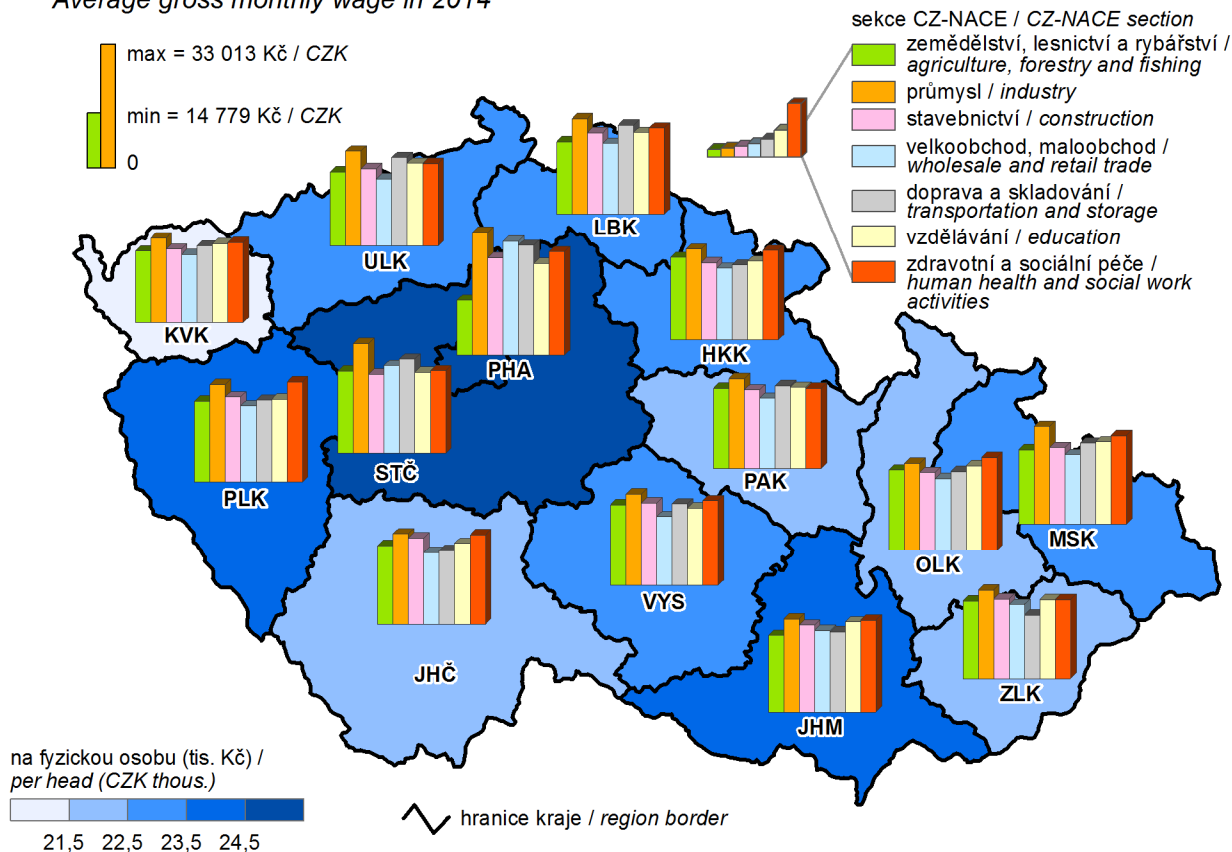 Average gross monthly wage in 2014
max = 33 013 Kč / CZK
min = 14 779 Kč / CZK
0
sekce CZ-NACE / CZ-NACE section
zemědělství, lesnictví a rybářství /
agriculture, forestry and fishing
průmysl / industry
stavebnictví / construction
velkoobchod, maloobchod /
wholesale and retail trade
doprava a skladování /
transportation and storage
vzdělávání / education
zdravotní a sociální péče /
human health and social work
activities
LBK
ULK
KVK
HKK
PHA
STČ
PAK
PLK
MSK
OLK
VYS
JHČ
ZLK
JHM
na fyzickou osobu (tis. Kč) /
per head (CZK thous.)
21,5 22,5 23,5 24,5
hranice kraje / region border